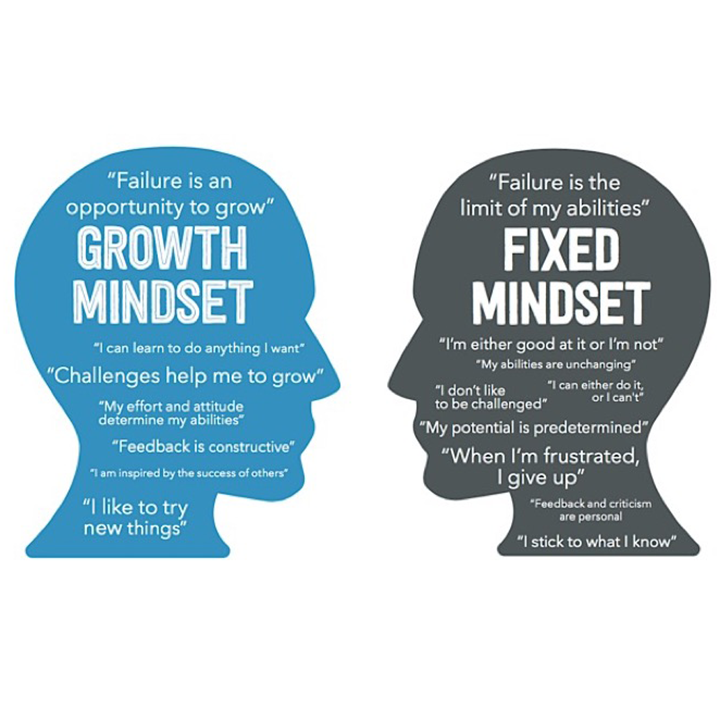 “Failure is an
opportunity to grow”
GROWTH
MINDSET
“I can learn to do anything I want”
“Challenges help me to grow”
“My effort and attitude
determine my abilities”
“Feedback is constructive”
“I am inspired by the success of others”
“I like to try
new things”
“Failure is the
limit of my abilities”
FIXED
MINDSET
“I’m either good at it or I’m not”
“My abilities are unchanging”
“I don’t like
to be challenged”
“I can either do it,
or I can’t”
“My potential is predetermined”
“When I’m frustrated,
I give up”
“Feedback and criticism
are personal
“I stick to what I know”